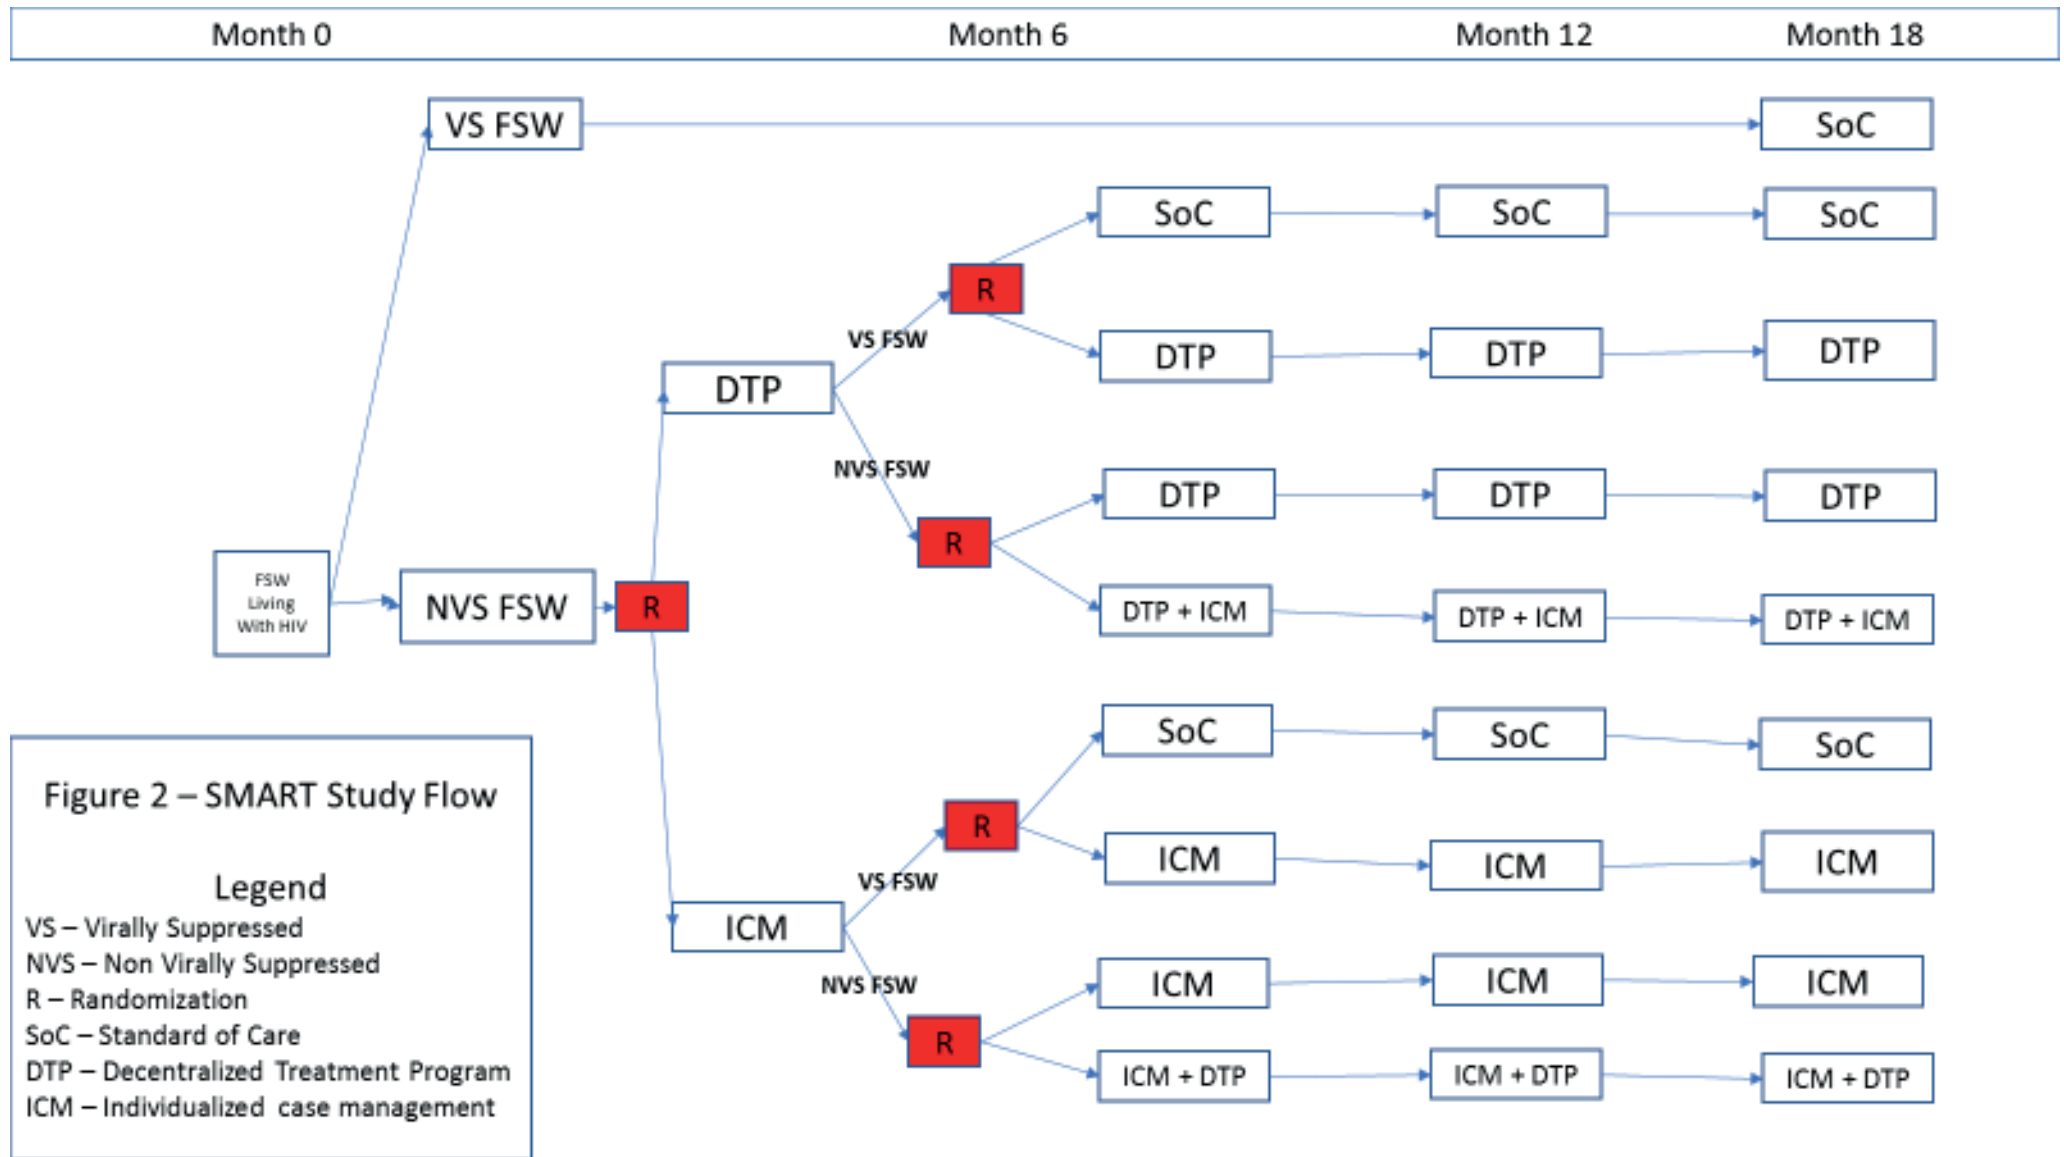 Month 0 Month 6 Month 12 Month 18
VS FSW SoC
SoC SoC SoC
R
VS FSW
DTP DTP DTP
DTP
NVS FSW
DTP DTP DTP
R
FSW
Living
With HIV
NVS FSW R
DTP + ICM DTP + ICM DTP + ICM
SoC SoC SoC
R
VS FSW
ICM ICM ICM
ICM
NVS FSW
ICM ICM ICM
R
ICM + DTP ICM + DTP ICM + DTP
Figure 2 – SMART Study Flow
Legend
VS – Virally Suppressed
NVS – Non Virally Suppressed
R – Randomization
SoC – Standard of Care
DTP – Decentralized Treatment Program
ICM – Individualized case management